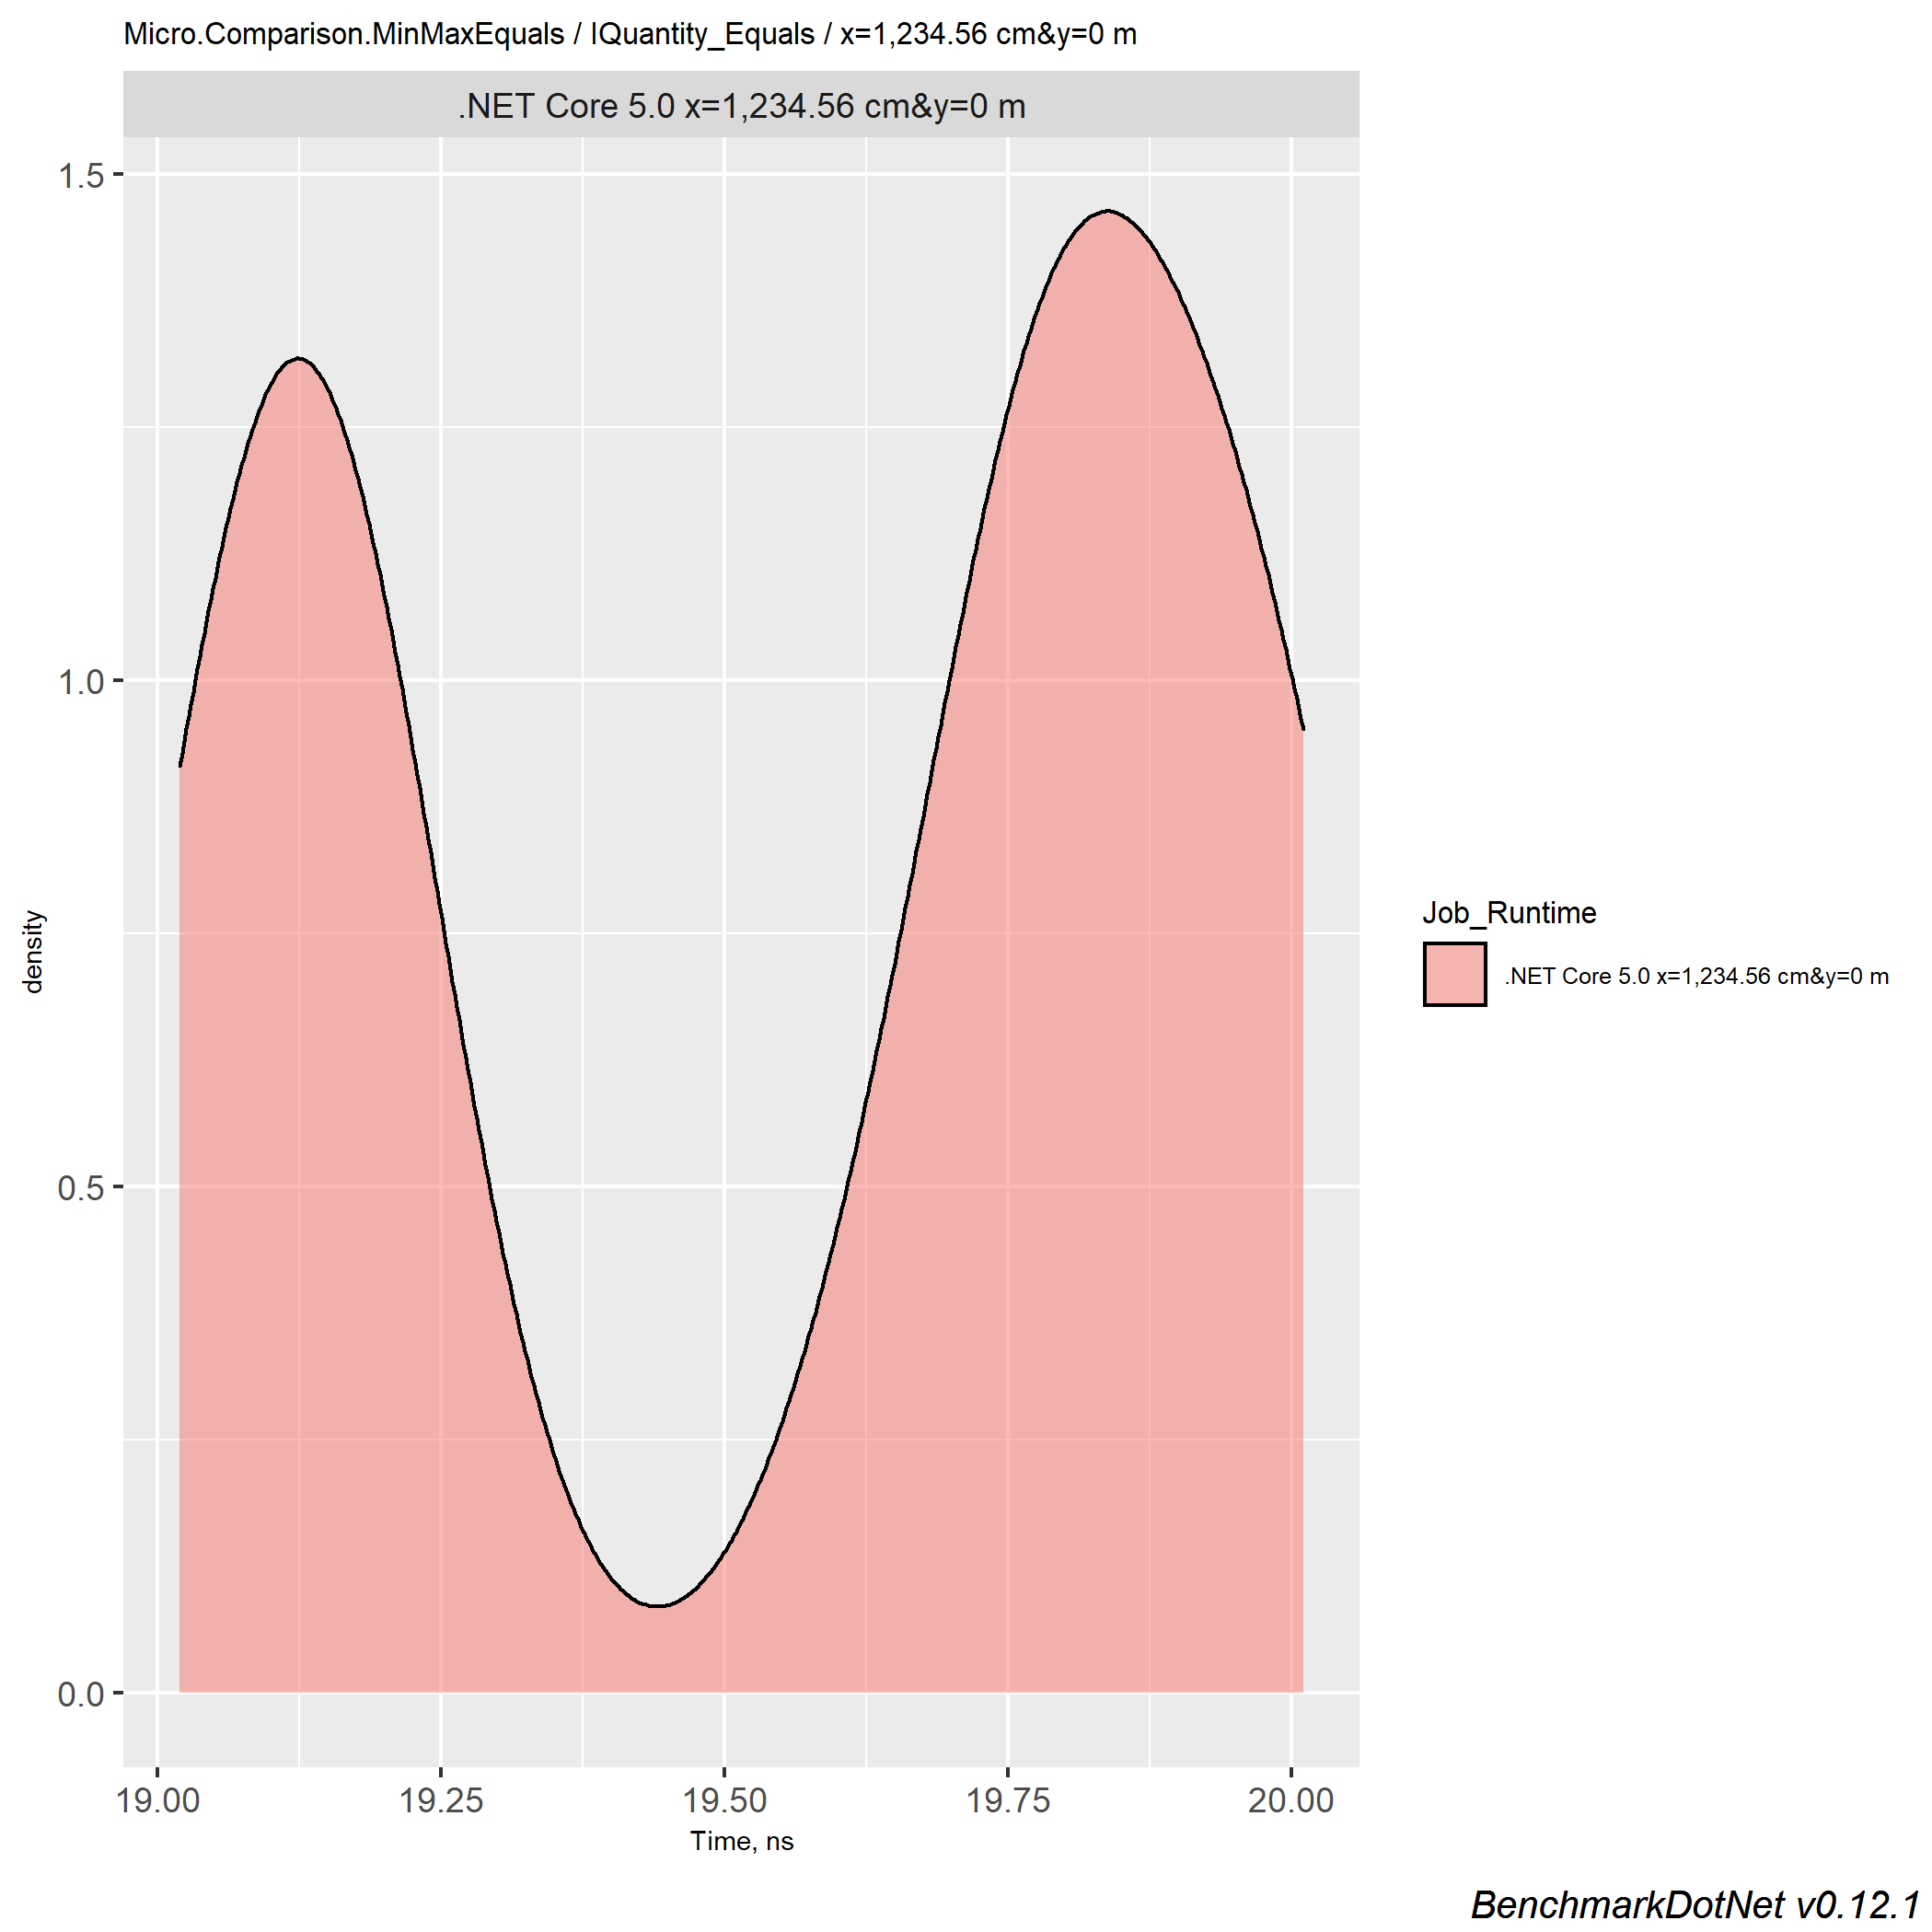 Micro.Comparison.MinMaxEquals / IQuantity_Equals / x=1,234.56 cm&y=0 m
.NET Core 5.0 x=1,234.56 cm&y=0 m
1.5
1.0
0.5
0.0
density
19.00 19.25 19.50 19.75 20.00
Time, ns
Job_Runtime
.NET Core 5.0 x=1,234.56 cm&y=0 m
BenchmarkDotNet v0.12.1